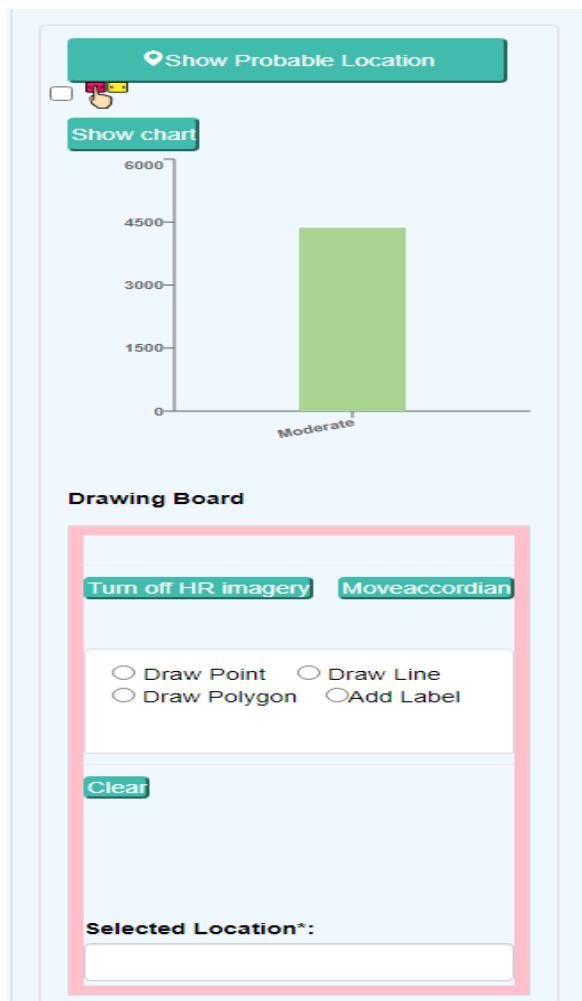 Show Probable Location
Show chart
6000
4500
3000
1500
0
Moderate
Drawing Board
Turn off HR imagery Moveaccordian
Draw Point Draw Line
Draw Polygon Add Label
Clear
Selected Location*: